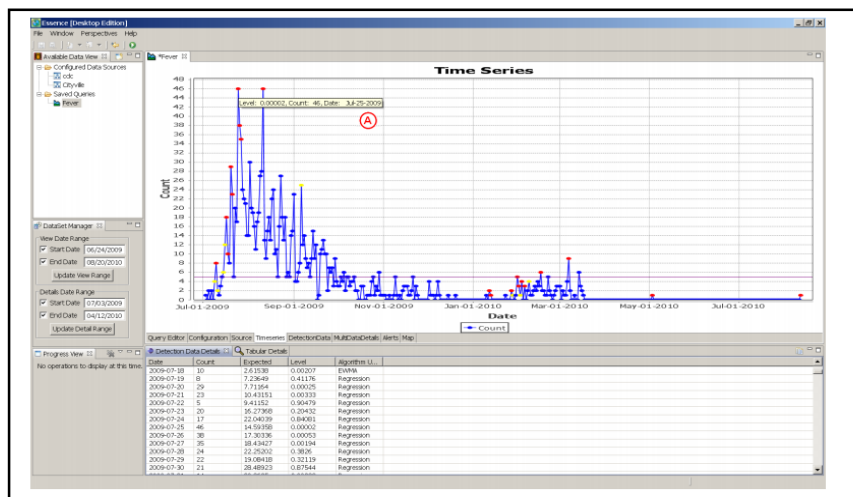 Essence [Desktop Edition]
File Window Perspectives Help
Available Data View
Configured Data Sources
cdc
Cityville
Saved Queries
Fever
DataSet Manager
View Date Range
Start Date 06/24/2009
End Date 08/20/2010
Update View Range
Details Date Range
Start Date 07/03/2009
End Date 04/12/2010
Update Detail Range
Progress View
No operations to display at this time.
*Fever
Time Series
48
46
44
42
40
38
36
34
32
30
28
26
24
22
20
18
16
14
12
10
8
6
4
2
0
Count
Level: 0.00002, Count: 46, Date: Jul-25-2009
A
Jul-01-2009 Sep-01-2009 Nov-01-2009 Jan-01-2010 Mar-01-2010 May-01-2010 Jul-01-2010
Date
Count
Query Editor Configuration Source Timeseries DetectionData MultiDataDetails Alerts Map
Detection Data Details Tabular Details
Date Count Expected Level Algorithm U...
2009-07-18 10 2.61538 0.00207 EWMA
2009-07-19 8 7.23649 0.41176 Regression
2009-07-20 29 7.71164 0.00025 Regression
2009-07-21 23 10.43151 0.00333 Regression
2009-07-22 5 9.41152 0.90479 Regression
2009-07-23 20 16.27368 0.20432 Regression
2009-07-24 17 22.04039 0.84081 Regression
2009-07-25 46 14.59358 0.00002 Regression
2009-07-26 38 17.30336 0.00053 Regression
2009-07-27 35 18.43427 0.00194 Regression
2009-07-28 24 22.25202 0.3826 Regression
2009-07-29 22 19.08418 0.32119 Regression
2009-07-30 21 28.48923 0.87544 Regression